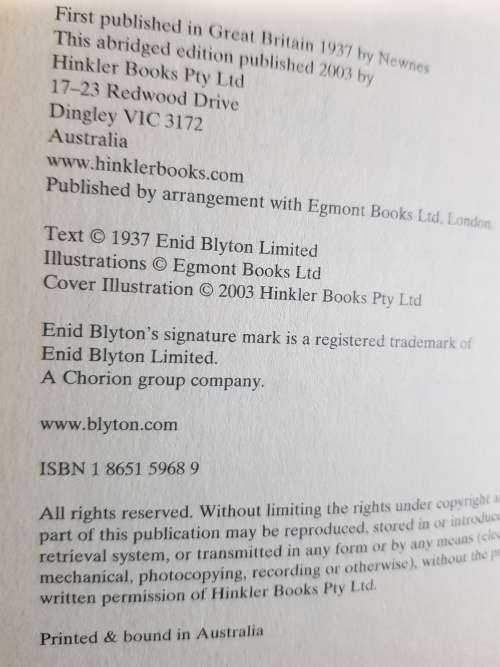 First published in Great Britain 1937 by Newnes
This abridged edition published 2003 by
Hinkler Books Pty Ltd
17–23 Redwood Drive
Dingley VIC 3172
Australia
www.hinklerbooks.com
Published by arrangement with Egmont Books Ltd, London.
Text © 1937 Enid Blyton Limited
Illustrations © Egmont Books Ltd
Cover Illustration © 2003 Hinkler Books Pty Ltd
Enid Blyton's signature mark is a registered trademark of
Enid Blyton Limited.
A Chorion group company.
www.blyton.com
ISBN 1 8651 5968 9
All rights reserved. Without limiting the rights under copyright
part of this publication may be reproduced, stored in or introduce
retrieval system, or transmitted in any form or by any means
mechanical, photocopying, recording or otherwise), without the
written permission of Hinkler Books Pty Ltd.
Printed & bound in Australia